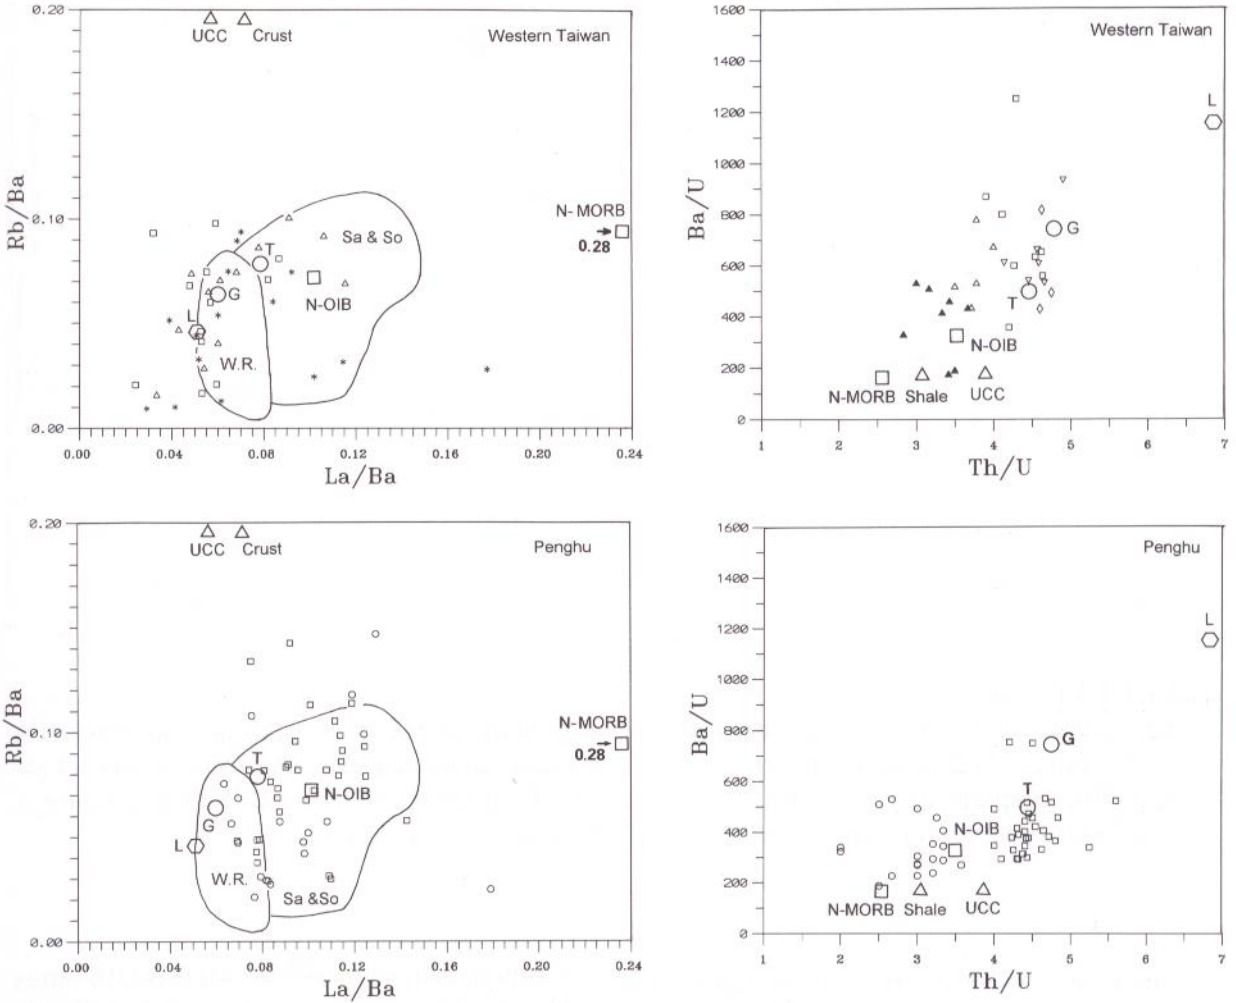 0.20
UCC Crust
Western Taiwan
Rb/Ba
N-MORB
0.10
0.28
Sa & So
T
G
N-OIB
L
W.R.
0.00
0.00 0.04 0.08 0.12 0.16 0.20 0.24
La/Ba
1600
Western Taiwan
1400
L
1200
1000
Ba/U
800
G
600
T
400
N-OIB
200
N-MORB Shale UCC
0
1 2 3 4 5 6 7
Th/U
0.20
UCC Crust
Penghu
Rb/Ba
N-MORB
0.10
0.28
T
N-OIB
G
L
W.R.
Sa &So
0.00
0.00 0.04 0.08 0.12 0.16 0.20 0.24
La/Ba
1600
Penghu
1400
1200
L
1000
Ba/U
800
G
600
T
400
N-OIB
200
N-MORB Shale UCC
0
1 2 3 4 5 6 7
Th/U